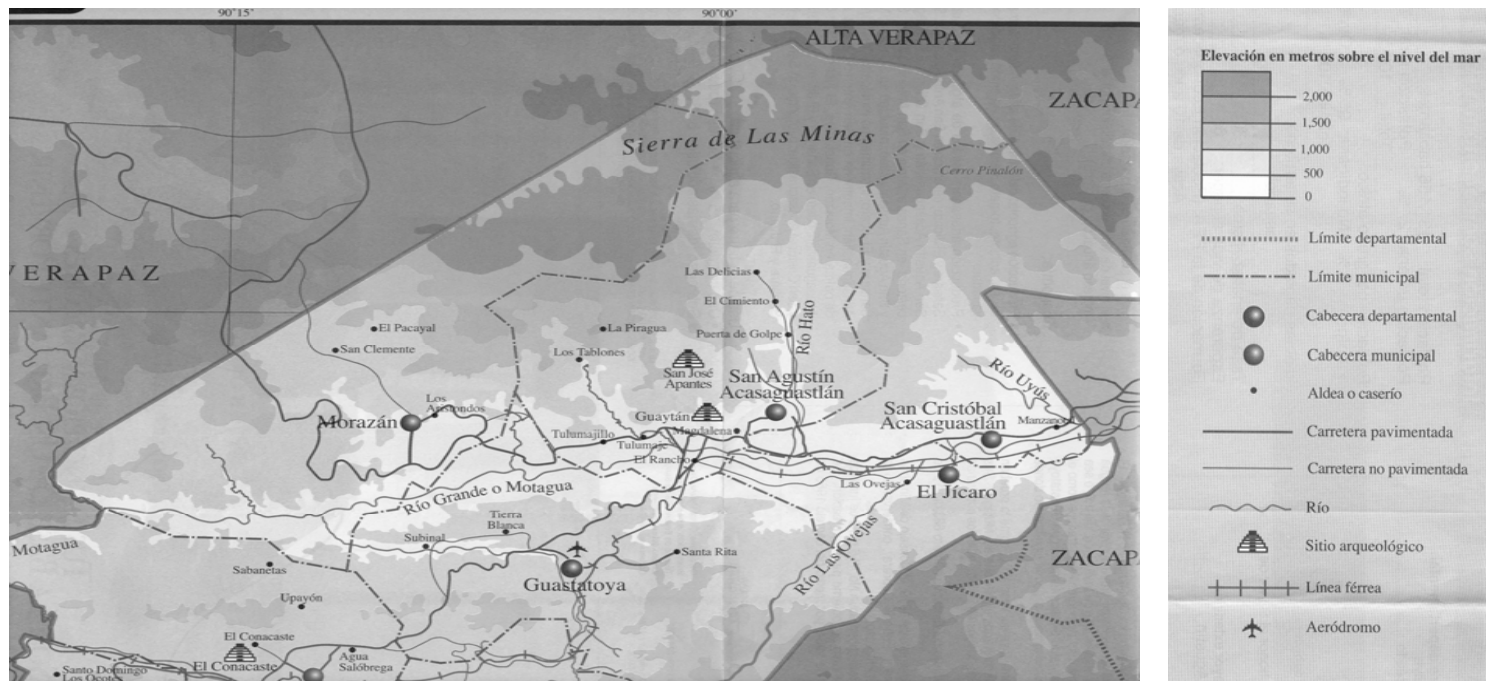 90°15'
90°00'
ALTA VERAPAZ
ZACAPA
Sierra de Las Minas
Cerro Pinalón
VERAPAZ
Las Delicias
El Cimiento
Puerta de Golpe
Río Hato
El Pacayal
San Clemente
La Piragua
Los Tablones
San José
Apantes
San Agustín
Acasaguastlán
Río Uyús
Los
Aristondos
Morazán
Guaytán
Magdalena
San Cristóbal
Acasaguastlán
Manzanotal
Tulumajillo
Tulumaje
El Rancho
Las Ovejas
El Jícaro
Río Grande o Motagua
Tierra
Blanca
Motagua
Subinal
Santa Rita
Sabanetas
Guastatoya
Río Las Ovejas
ZACAPA
Upayón
El Conacaste
El Conacaste
Agua
Salóbrega
Santo Domingo
Los Ocotes
Elevación en metros sobre el nivel del mar
2,000
1,500
1,000
500
0
Límite departamental
Límite municipal
Cabecera departamental
Cabecera municipal
Aldea o caserío
Carretera pavimentada
Carretera no pavimentada
Río
Sitio arqueológico
Línea férrea
Aeródromo